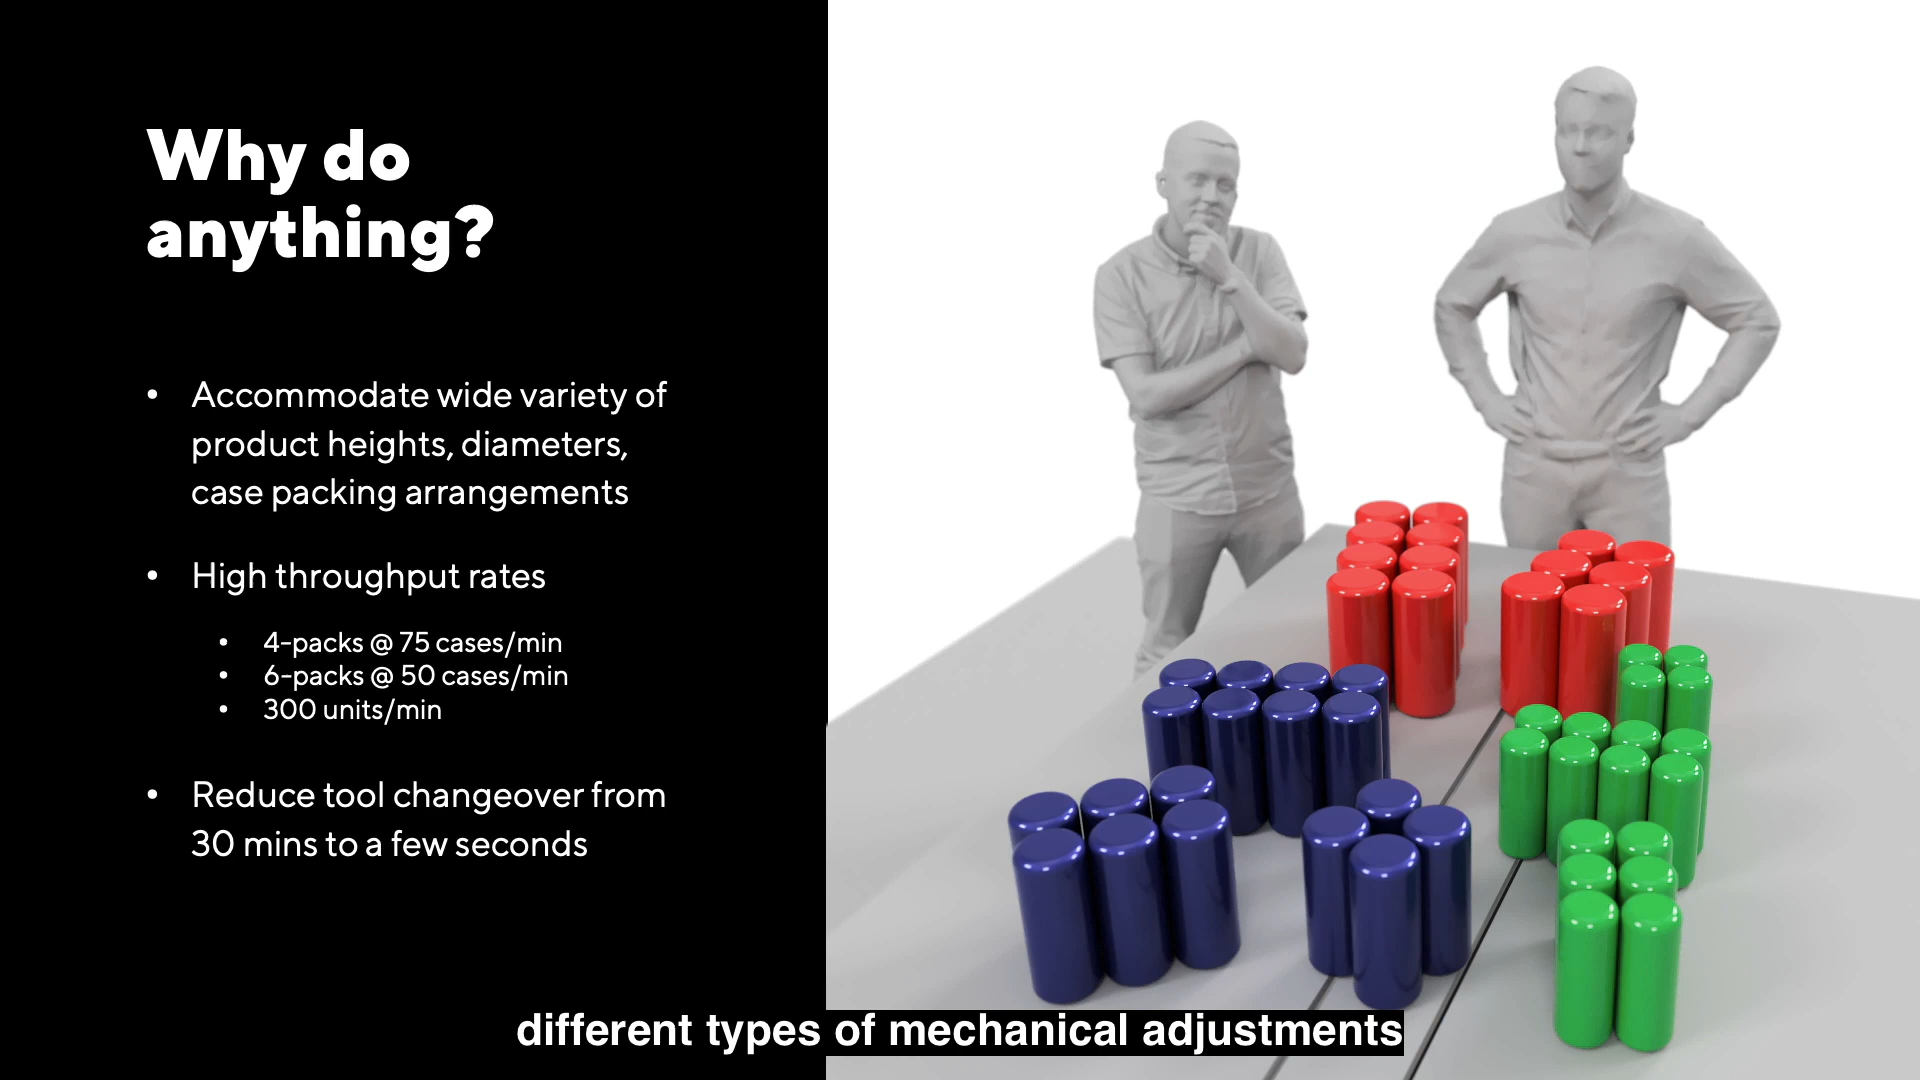 Why do
anything?
• Accommodate wide variety of
product heights, diameters,
case packing arrangements
• High throughput rates
• 4-packs @ 75 cases/min
• 6-packs @ 50 cases/min
• 300 units/min
• Reduce tool changeover from
30 mins to a few seconds
different types of mechanical adjustments